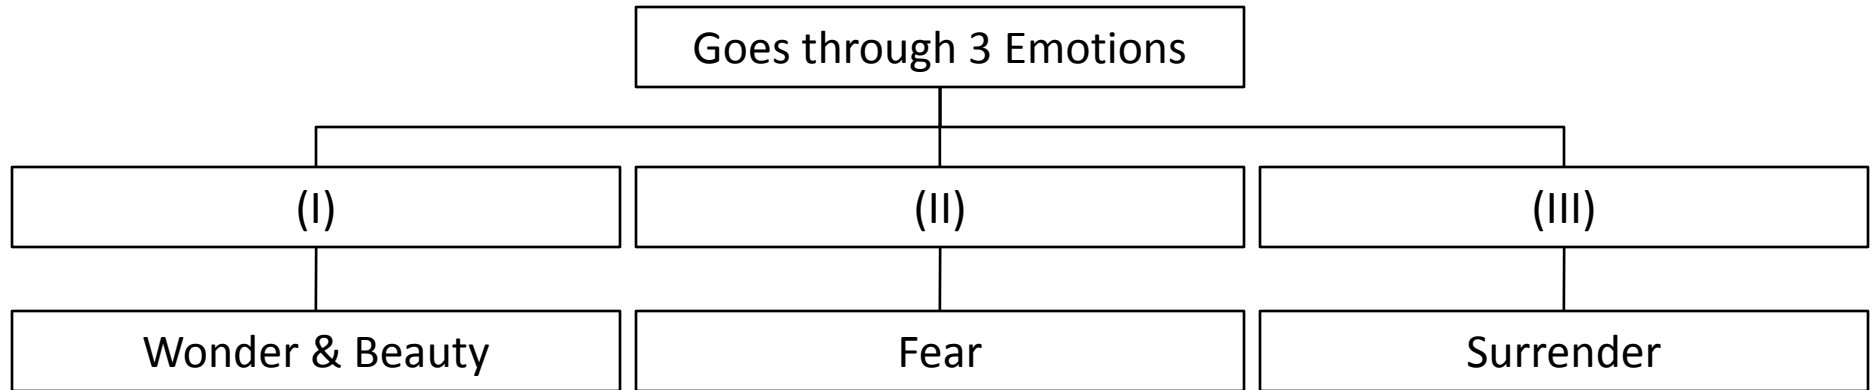 Goes through 3 Emotions
(I)
(II)
(III)
Wonder & Beauty
Fear
Surrender